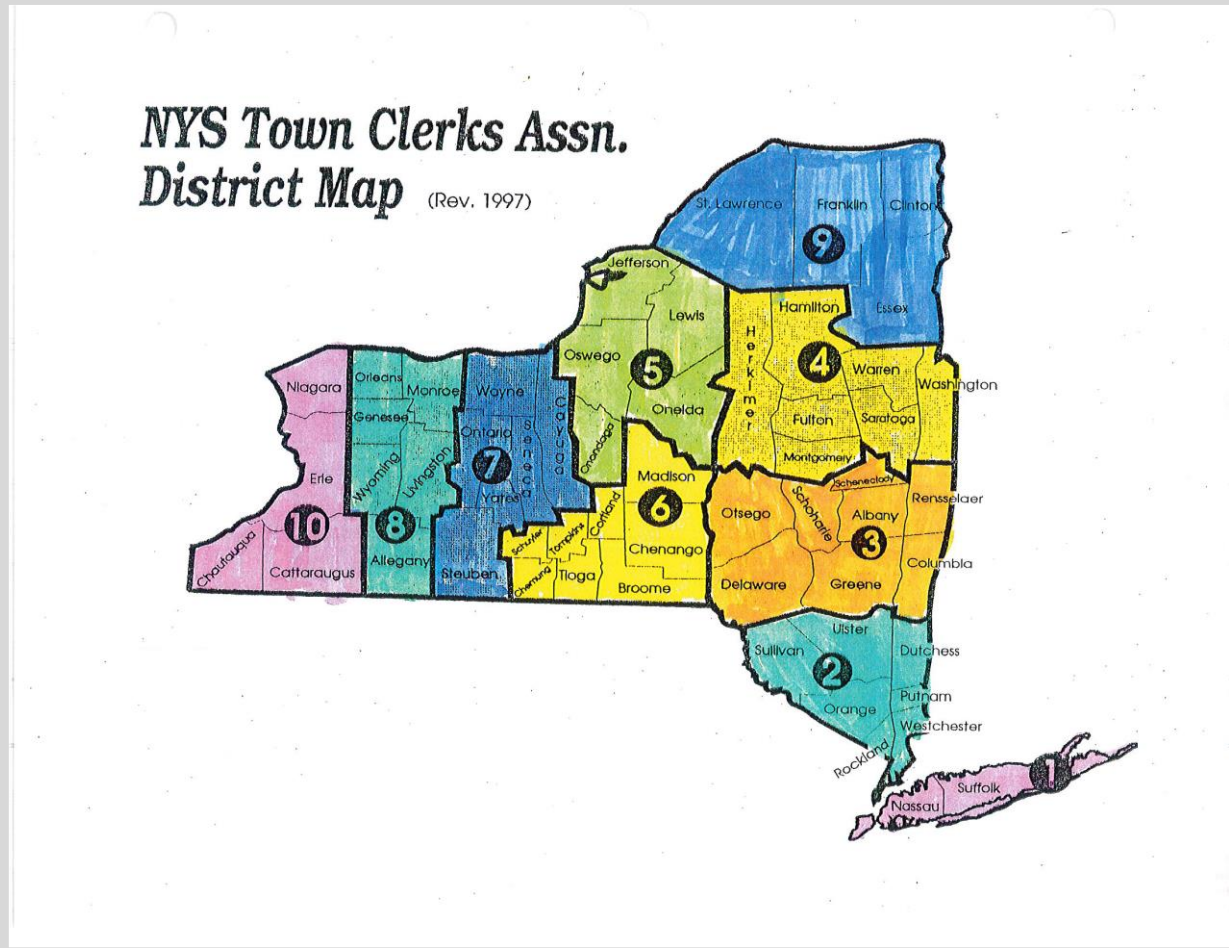 NYS Town Clerks Assn.
District Map (Rev. 1997)
St. Lawrence
Franklin
Clinton
9
Essex
Jefferson
Lewis
Oswego
5
Oneida
Onondaga
Hamilton
Herkimer
4
Warren
Washington
Fulton
Saratoga
Montgomery
Niagara
Erie
10
Chautauqua
Cattaraugus
Orleans
Monroe
Genesee
Wyoming
Livingston
8
Allegany
Wayne
Cayuga
Ontario
Seneca
7
Yates
Steuben
Madison
Cortland
6
Schuyler
Tompkins
Chenango
Chemung
Tioga
Broome
Schenectady
Otsego
Schoharie
Albany
Rensselaer
3
Columbia
Delaware
Greene
Ulster
Sullivan
Dutchess
2
Putnam
Orange
Westchester
Rockland
1
Suffolk
Nassau